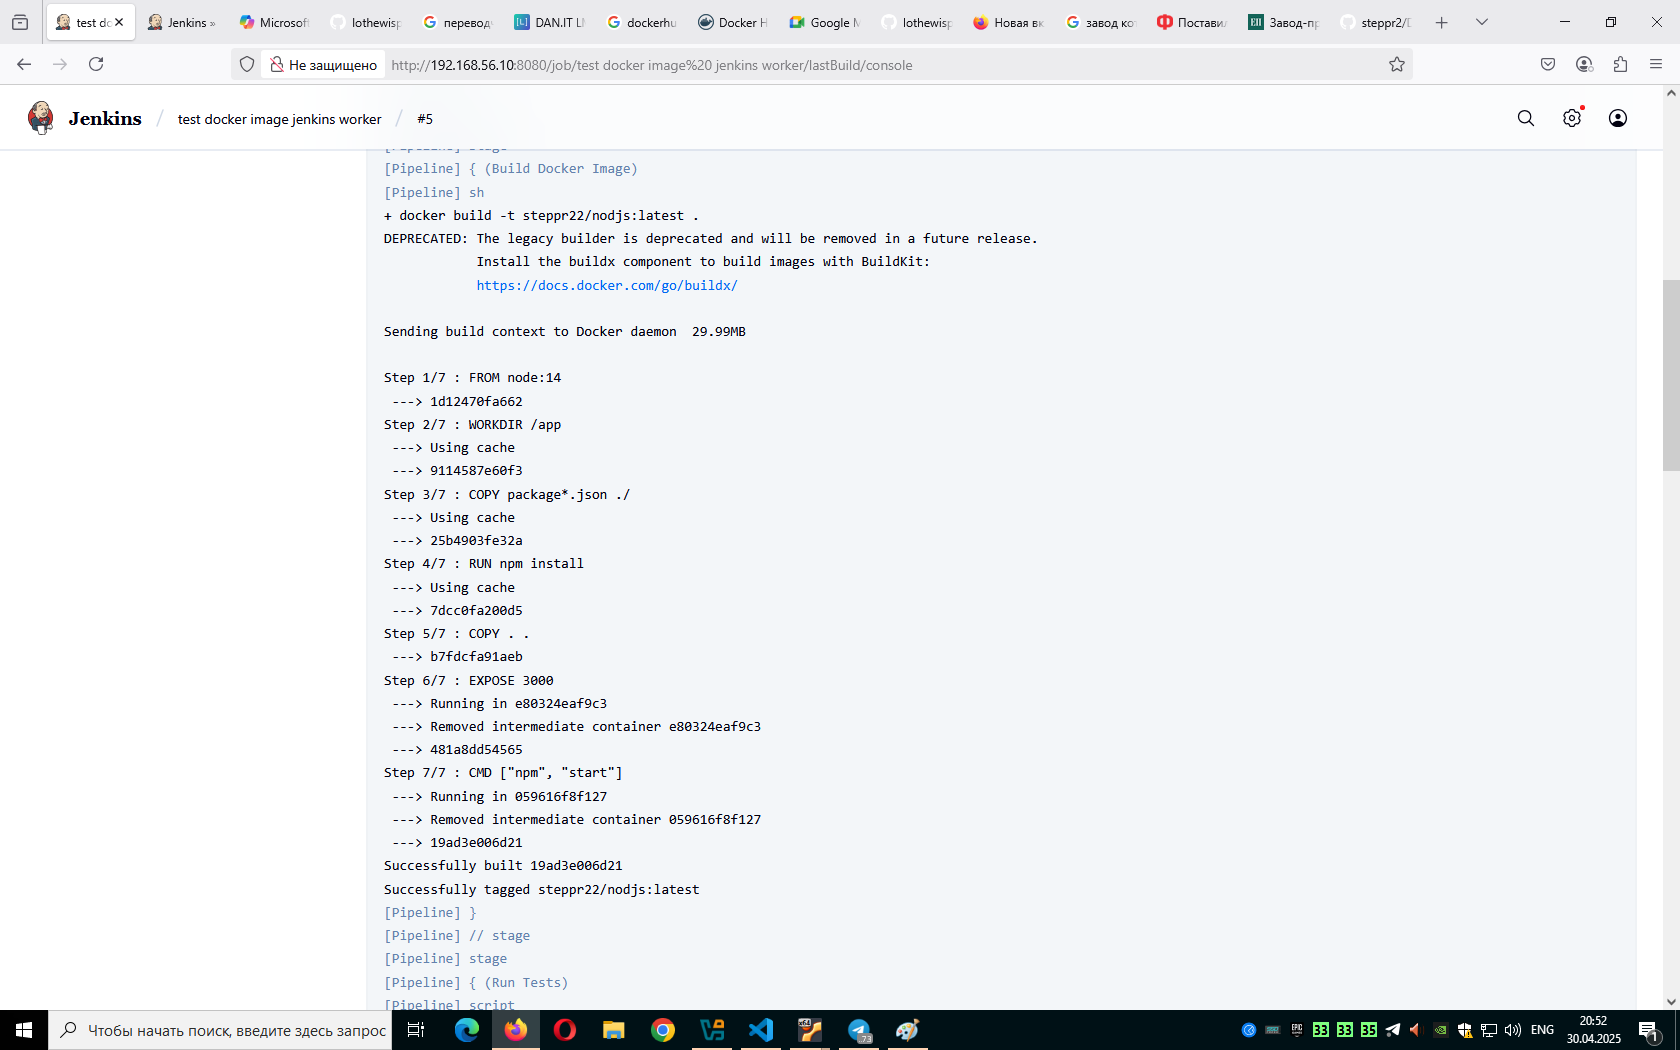 test dc
Jenkins »
Microsoft
lothewisp
перевод
DAN.IT L
dockerhu
Docker H
Google M
lothewisp
Новая вк
завод ко
Постави
Завод-пр
steppr2/
Не защищено
http://192.168.56.10:8080/job/test docker image%20 jenkins worker/lastBuild/console
Jenkins / test docker image jenkins worker / #5
[Pipeline] stage
[Pipeline] { (Build Docker Image)
[Pipeline] sh
+ docker build -t steppr22/nodjs:latest .
DEPRECATED: The legacy builder is deprecated and will be removed in a future release.
Install the buildx component to build images with BuildKit:
https://docs.docker.com/go/buildx/
Sending build context to Docker daemon  29.99MB
Step 1/7 : FROM node:14
---> 1d12470fa662
Step 2/7 : WORKDIR /app
---> Using cache
---> 9114587e60f3
Step 3/7 : COPY package*.json ./
---> Using cache
---> 25b4903fe32a
Step 4/7 : RUN npm install
---> Using cache
---> 7dcc0fa200d5
Step 5/7 : COPY . .
---> b7fdcfa91aeb
Step 6/7 : EXPOSE 3000
---> Running in e80324eaf9c3
---> Removed intermediate container e80324eaf9c3
---> 481a8dd54565
Step 7/7 : CMD ["npm", "start"]
---> Running in 059616f8f127
---> Removed intermediate container 059616f8f127
---> 19ad3e006d21
Successfully built 19ad3e006d21
Successfully tagged steppr22/nodjs:latest
[Pipeline] }
[Pipeline] // stage
[Pipeline] stage
[Pipeline] { (Run Tests)
[Pipeline] script
Чтобы начать поиск, введите здесь запрос
73
33
33
35
ENG
20:52
30.04.2025
1